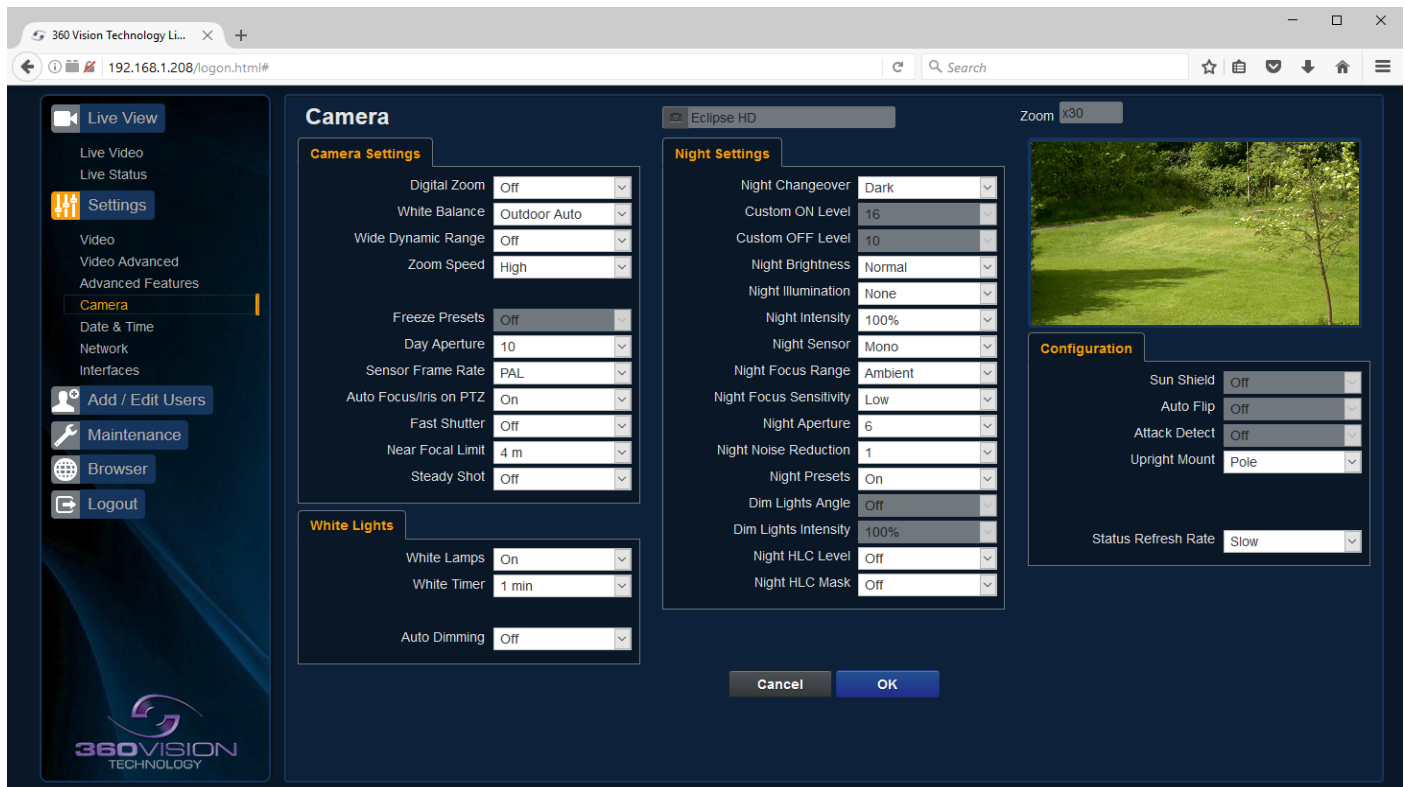 360 Vision Technology Li...
192.168.1.208/logon.html#
Search
Live View
Live Video
Live Status
Settings
Video
Video Advanced
Advanced Features
Camera
Date & Time
Network
Interfaces
Add / Edit Users
Maintenance
Browser
Logout
360VISION
TECHNOLOGY
Camera
Eclipse HD
Zoom x30
Camera Settings
Digital Zoom Off
White Balance Outdoor Auto
Wide Dynamic Range Off
Zoom Speed High
Freeze Presets Off
Day Aperture 10
Sensor Frame Rate PAL
Auto Focus/Iris on PTZ On
Fast Shutter Off
Near Focal Limit 4 m
Steady Shot Off
White Lights
White Lamps On
White Timer 1 min
Auto Dimming Off
Night Settings
Night Changeover Dark
Custom ON Level 16
Custom OFF Level 10
Night Brightness Normal
Night Illumination None
Night Intensity 100%
Night Sensor Mono
Night Focus Range Ambient
Night Focus Sensitivity Low
Night Aperture 6
Night Noise Reduction 1
Night Presets On
Dim Lights Angle Off
Dim Lights Intensity 100%
Night HLC Level Off
Night HLC Mask Off
Configuration
Sun Shield Off
Auto Flip Off
Attack Detect Off
Upright Mount Pole
Status Refresh Rate Slow
Cancel
OK